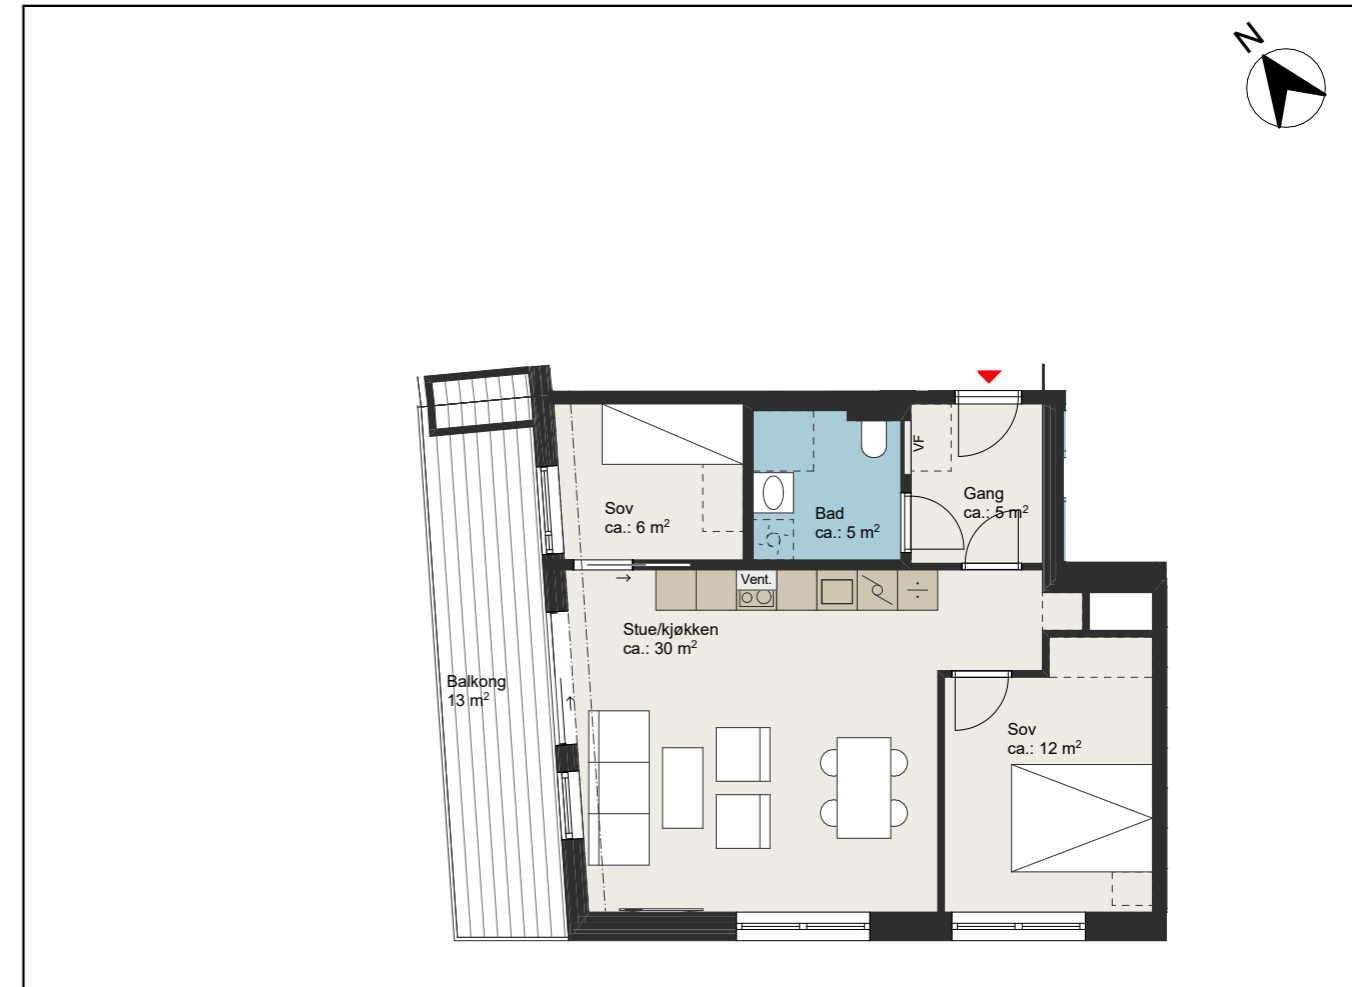 N
VF
Gang
ca.: 5 m²
Sov
ca.: 6 m²
Bad
ca.: 5 m²
Vent.
Stue/kjøkken
ca.: 30 m²
Balkong
13 m²
Sov
ca.: 12 m²